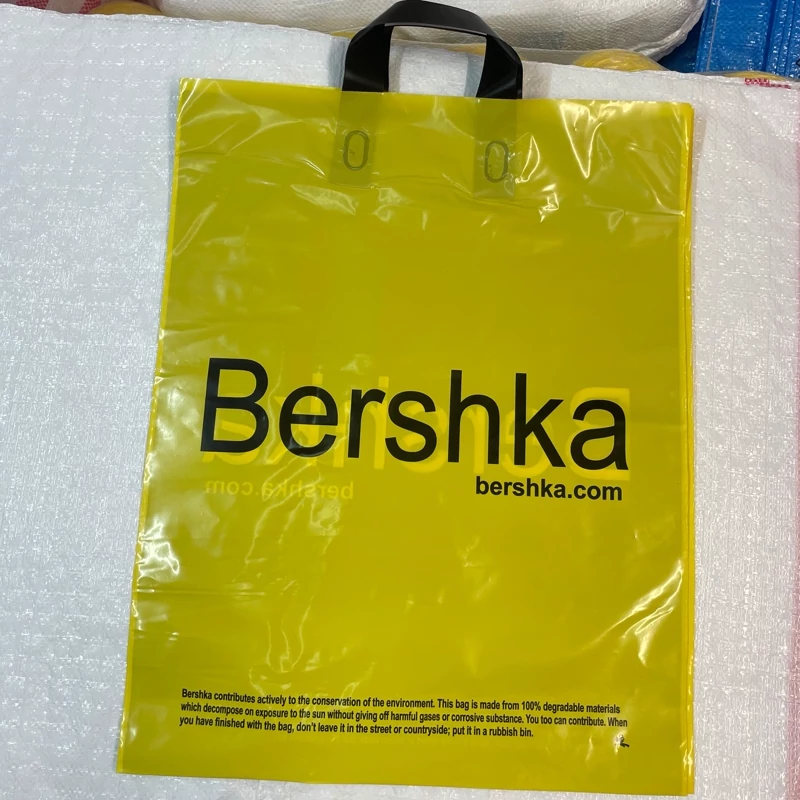 Bershka
bershka.com
Bershka contributes actively to the conservation of the environment. This bag is made from 100% degradable materials
which decompose on exposure to the sun without giving off harmful gases or corrosive substance. You too can contribute. When
you have finished with the bag, don't leave it in the street or countryside; put it in a rubbish bin.